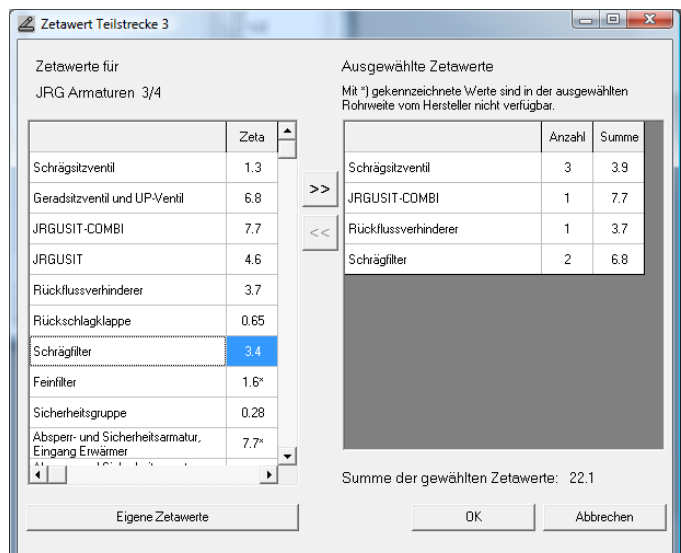 Zetawert Teilstrecke 3
Zetawerte für
JRG Armaturen 3/4
Zeta
Schrägsitzventil 1.3
Geradsitzventil und UP-Ventil 6.8
JRGUSIT-COMBI 7.7
JRGUSIT 4.6
Rückflussverhinderer 3.7
Rückschlagklappe 0.65
Schrägfilter 3.4
Feinfilter 1.6*
Sicherheitsgruppe 0.28
Absperr- und Sicherheitsarmatur,
Eingang Erwärmer 7.7*
Eigene Zetawerte
>>
<<
Ausgewählte Zetawerte
Mit *) gekennzeichnete Werte sind in der ausgewählten
Rohrweite vom Hersteller nicht verfügbar.
Anzahl Summe
Schrägsitzventil 3 3.9
JRGUSIT-COMBI 1 7.7
Rückflussverhinderer 1 3.7
Schrägfilter 2 6.8
Summe der gewählten Zetawerte: 22.1
OK
Abbrechen